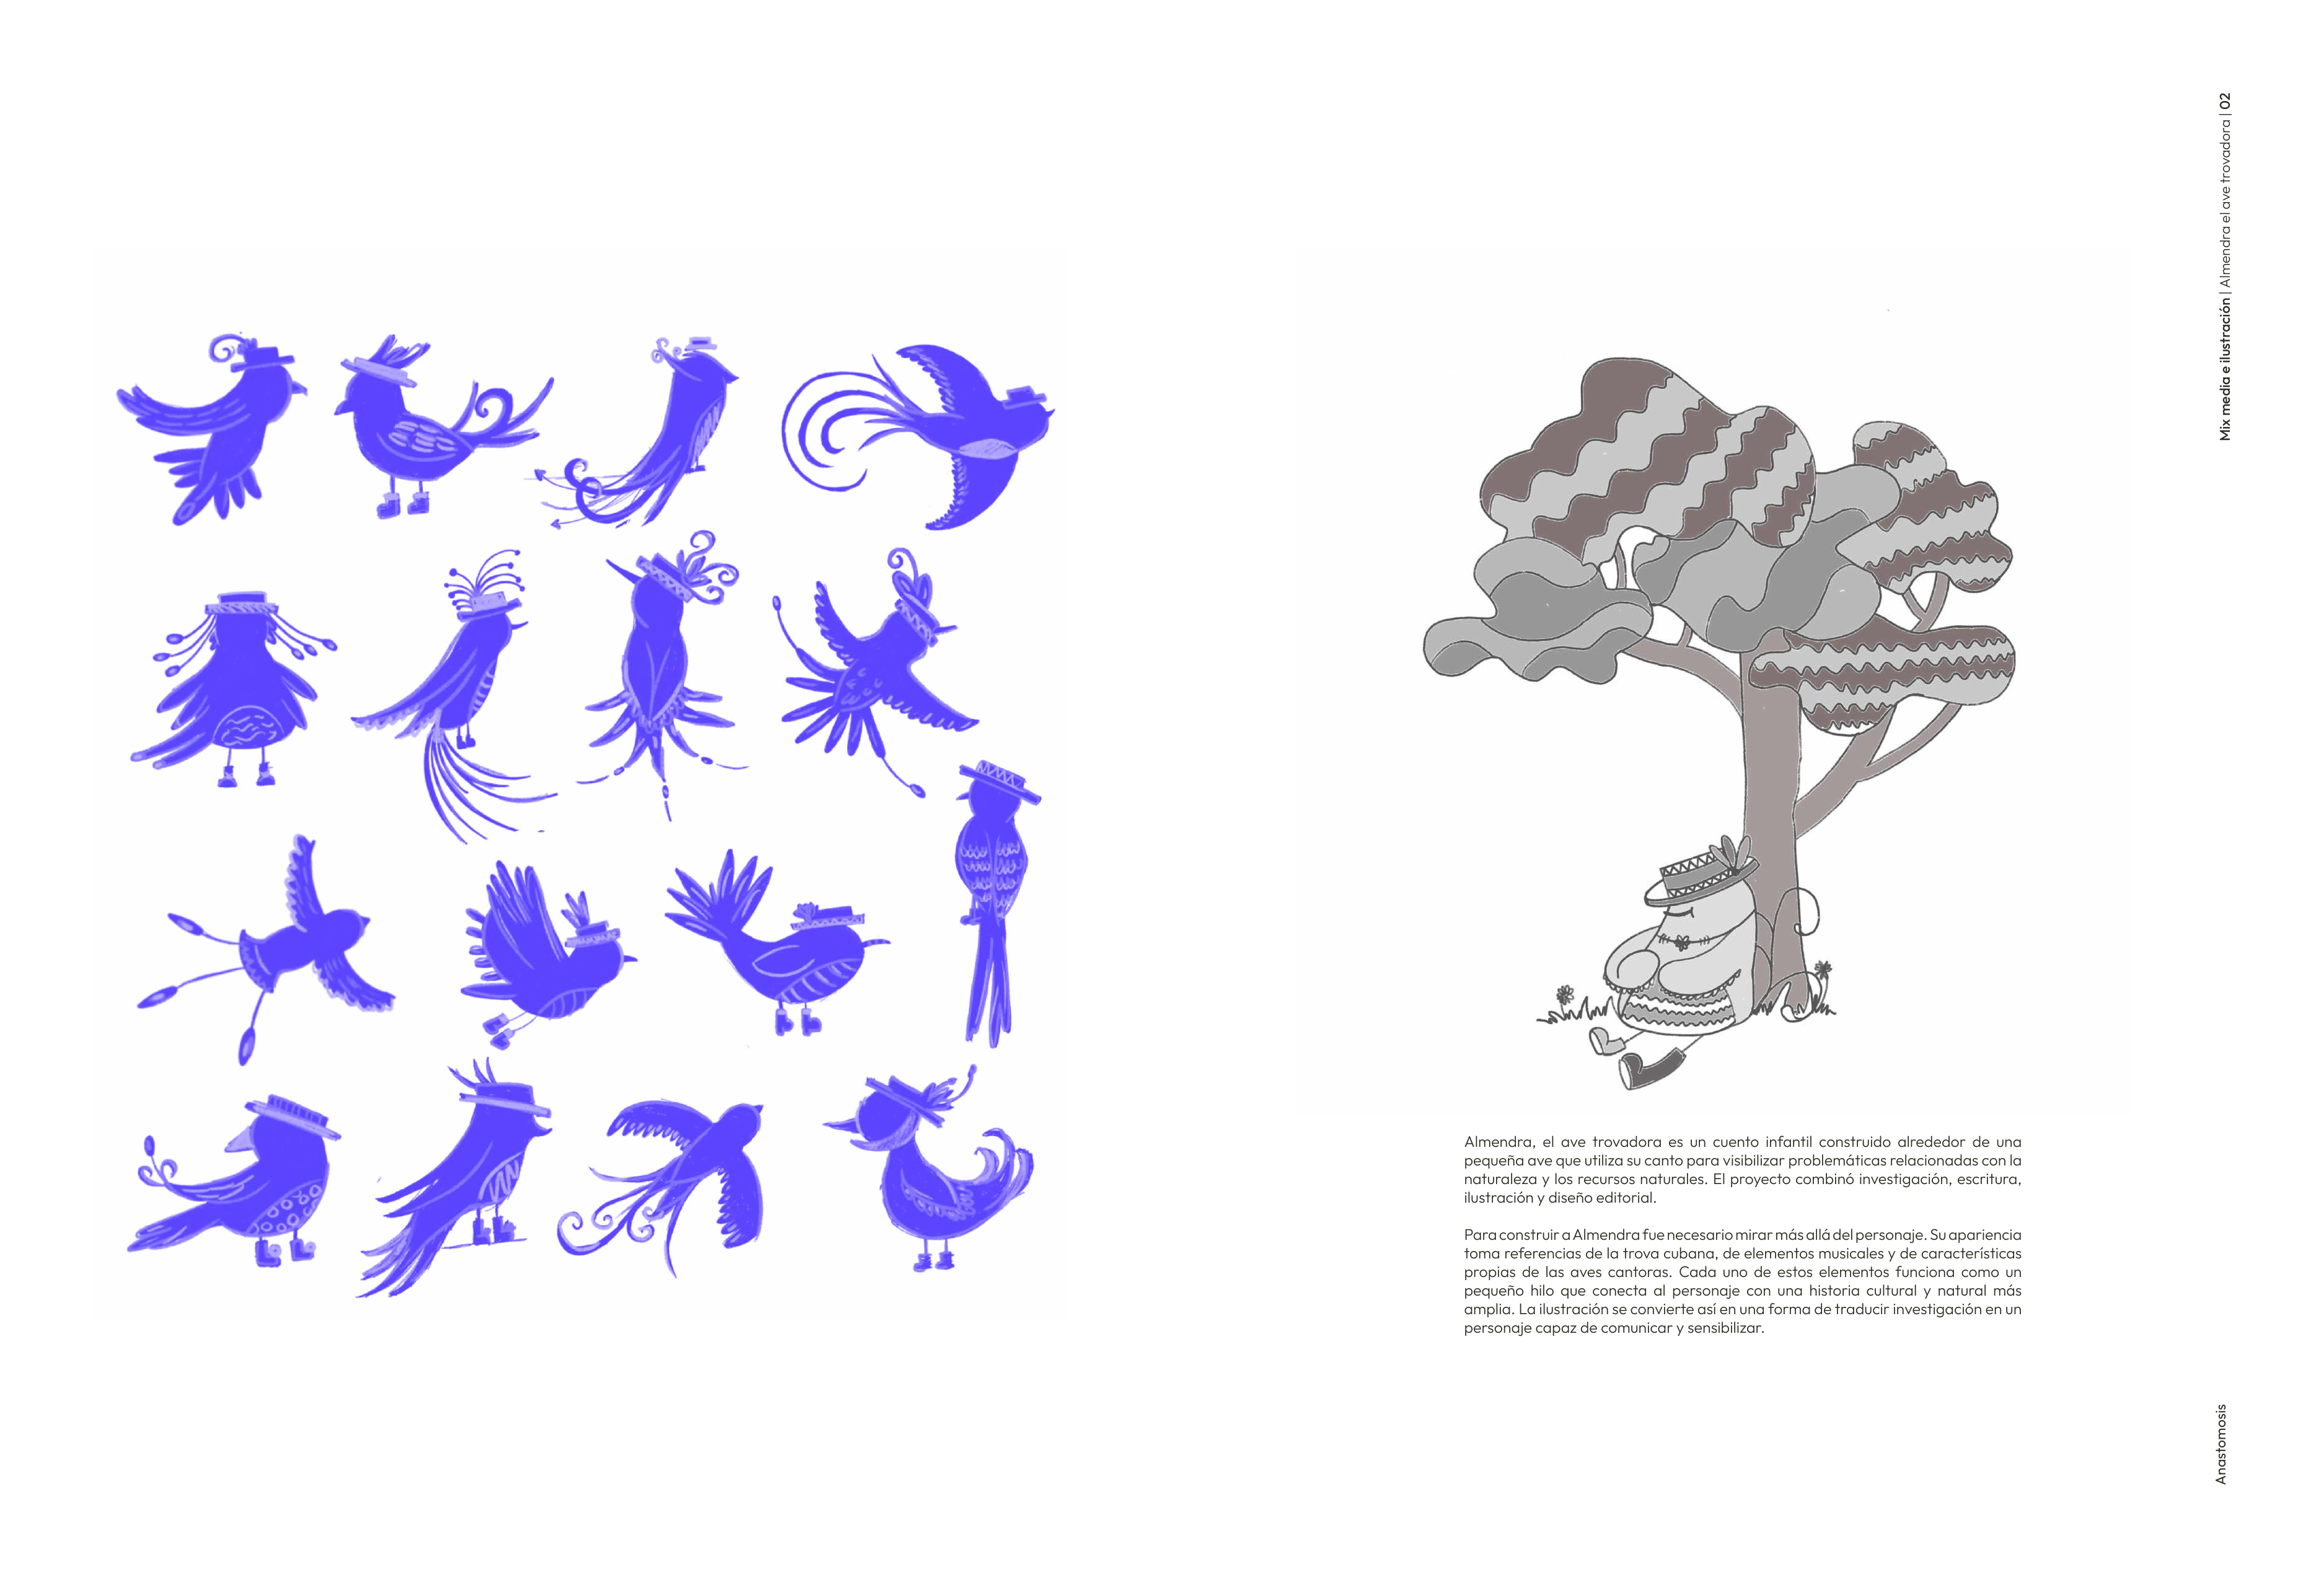 Mix media e ilustración | Almendra el ave trovadora | 02
Almendra, el ave trovadora es un cuento infantil construido alrededor de una
pequeña ave que utiliza su canto para visibilizar problemáticas relacionadas con la
naturaleza y los recursos naturales. El proyecto combinó investigación, escritura,
ilustración y diseño editorial.
Para construir a Almendra fue necesario mirar más allá del personaje. Su apariencia
toma referencias de la trova cubana, de elementos musicales y de características
propias de las aves cantoras. Cada uno de estos elementos funciona como un
pequeño hilo que conecta al personaje con una historia cultural y natural más
amplia. La ilustración se convierte así en una forma de traducir investigación en un
personaje capaz de comunicar y sensibilizar.
Anastomosis